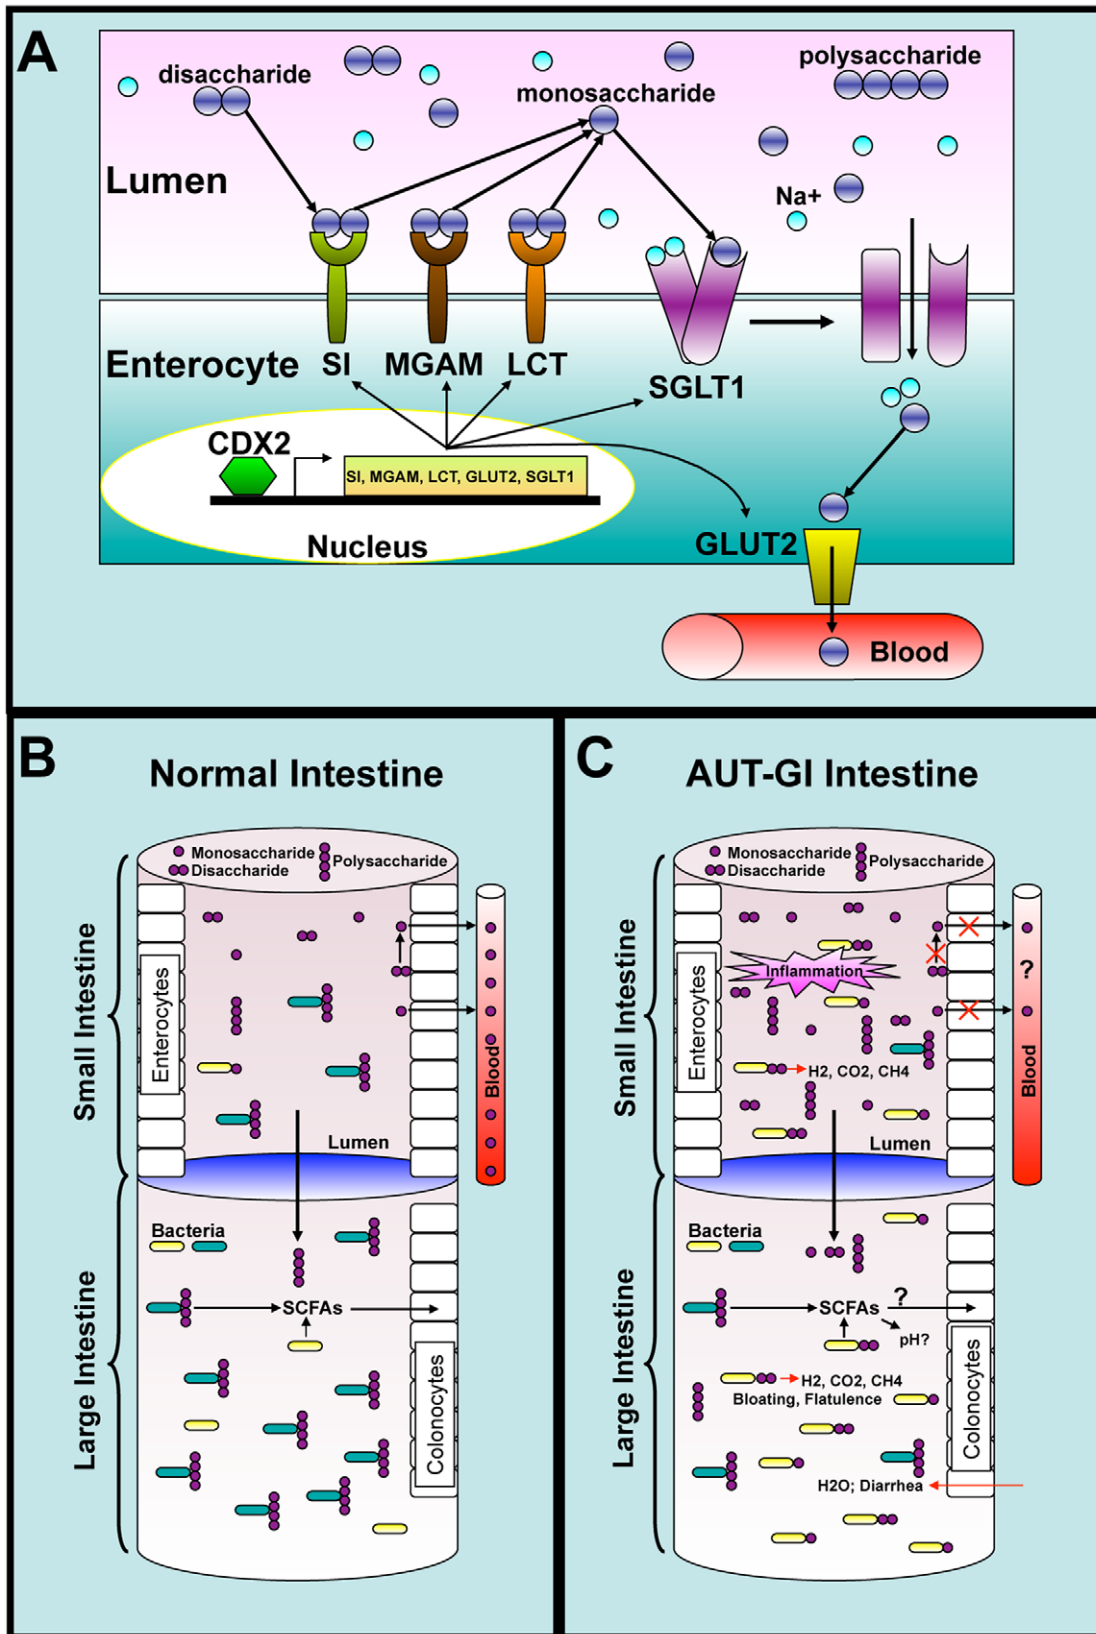 A
disaccharide
monosaccharide
polysaccharide
Lumen
Na+
Enterocyte
SI
MGAM
LCT
SGLT1
CDX2
SI, MGAM, LCT, GLUT2, SGLT1
Nucleus
GLUT2
Blood
B
Normal Intestine
Monosaccharide
Disaccharide
Polysaccharide
Small Intestine
Enterocytes
Blood
Lumen
Large Intestine
Bacteria
SCFAs
Colonocytes
C
AUT-GI Intestine
Monosaccharide
Disaccharide
Polysaccharide
Small Intestine
Enterocytes
Inflammation
?
H2, CO2, CH4
Blood
Lumen
Large Intestine
Bacteria
SCFAs
?
pH?
H2, CO2, CH4
Bloating, Flatulence
Colonocytes
H2O; Diarrhea